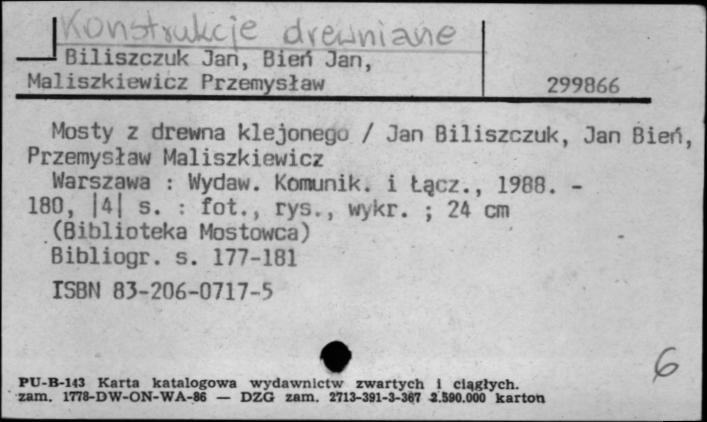 Konstrukcje drewniane
Biliszczuk Jan, Bień Jan,
Maliszkiewicz Przemysław
299866
Mosty z drewna klejonego / Jan Biliszczuk, Jan Bień,
Przemysław Maliszkiewicz
Warszawa : Wydaw. Komunik. i Łącz., 1988. -
180, |4| s. : fot., rys., wykr. ; 24 cm
(Biblioteka Mostowca)
Bibliogr. s. 177-181
ISBN 83-206-0717-5
6
PU-B-143 Karta katalogowa wydawnictw zwartych i ciągłych.
zam. 1778-DW-ON-WA-86 — DZG zam. 2713-391-3-367 2.590.000 karton